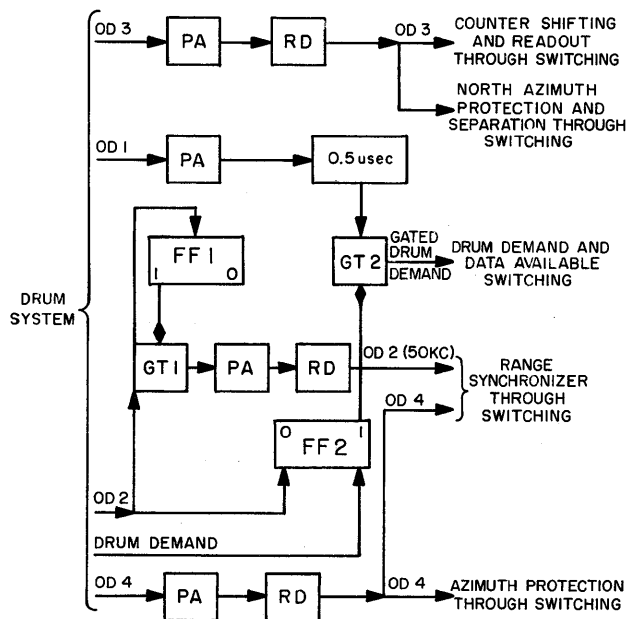 OD 3
PA
RD
OD 3
COUNTER SHIFTING
AND READOUT
THROUGH SWITCHING
NORTH AZIMUTH
PROTECTION AND
SEPARATION THROUGH
SWITCHING
OD 1
PA
0.5 usec
FF 1
1 0
GT 2
GATED
DRUM
DEMAND
DRUM DEMAND AND
DATA AVAILABLE
SWITCHING
DRUM
SYSTEM
GT 1
PA
RD
OD 2 (50KC)
RANGE
SYNCHRONIZER
THROUGH
SWITCHING
OD 4
0 1
FF 2
OD 2
DRUM DEMAND
OD 4
PA
RD
OD 4
AZIMUTH PROTECTION
THROUGH SWITCHING